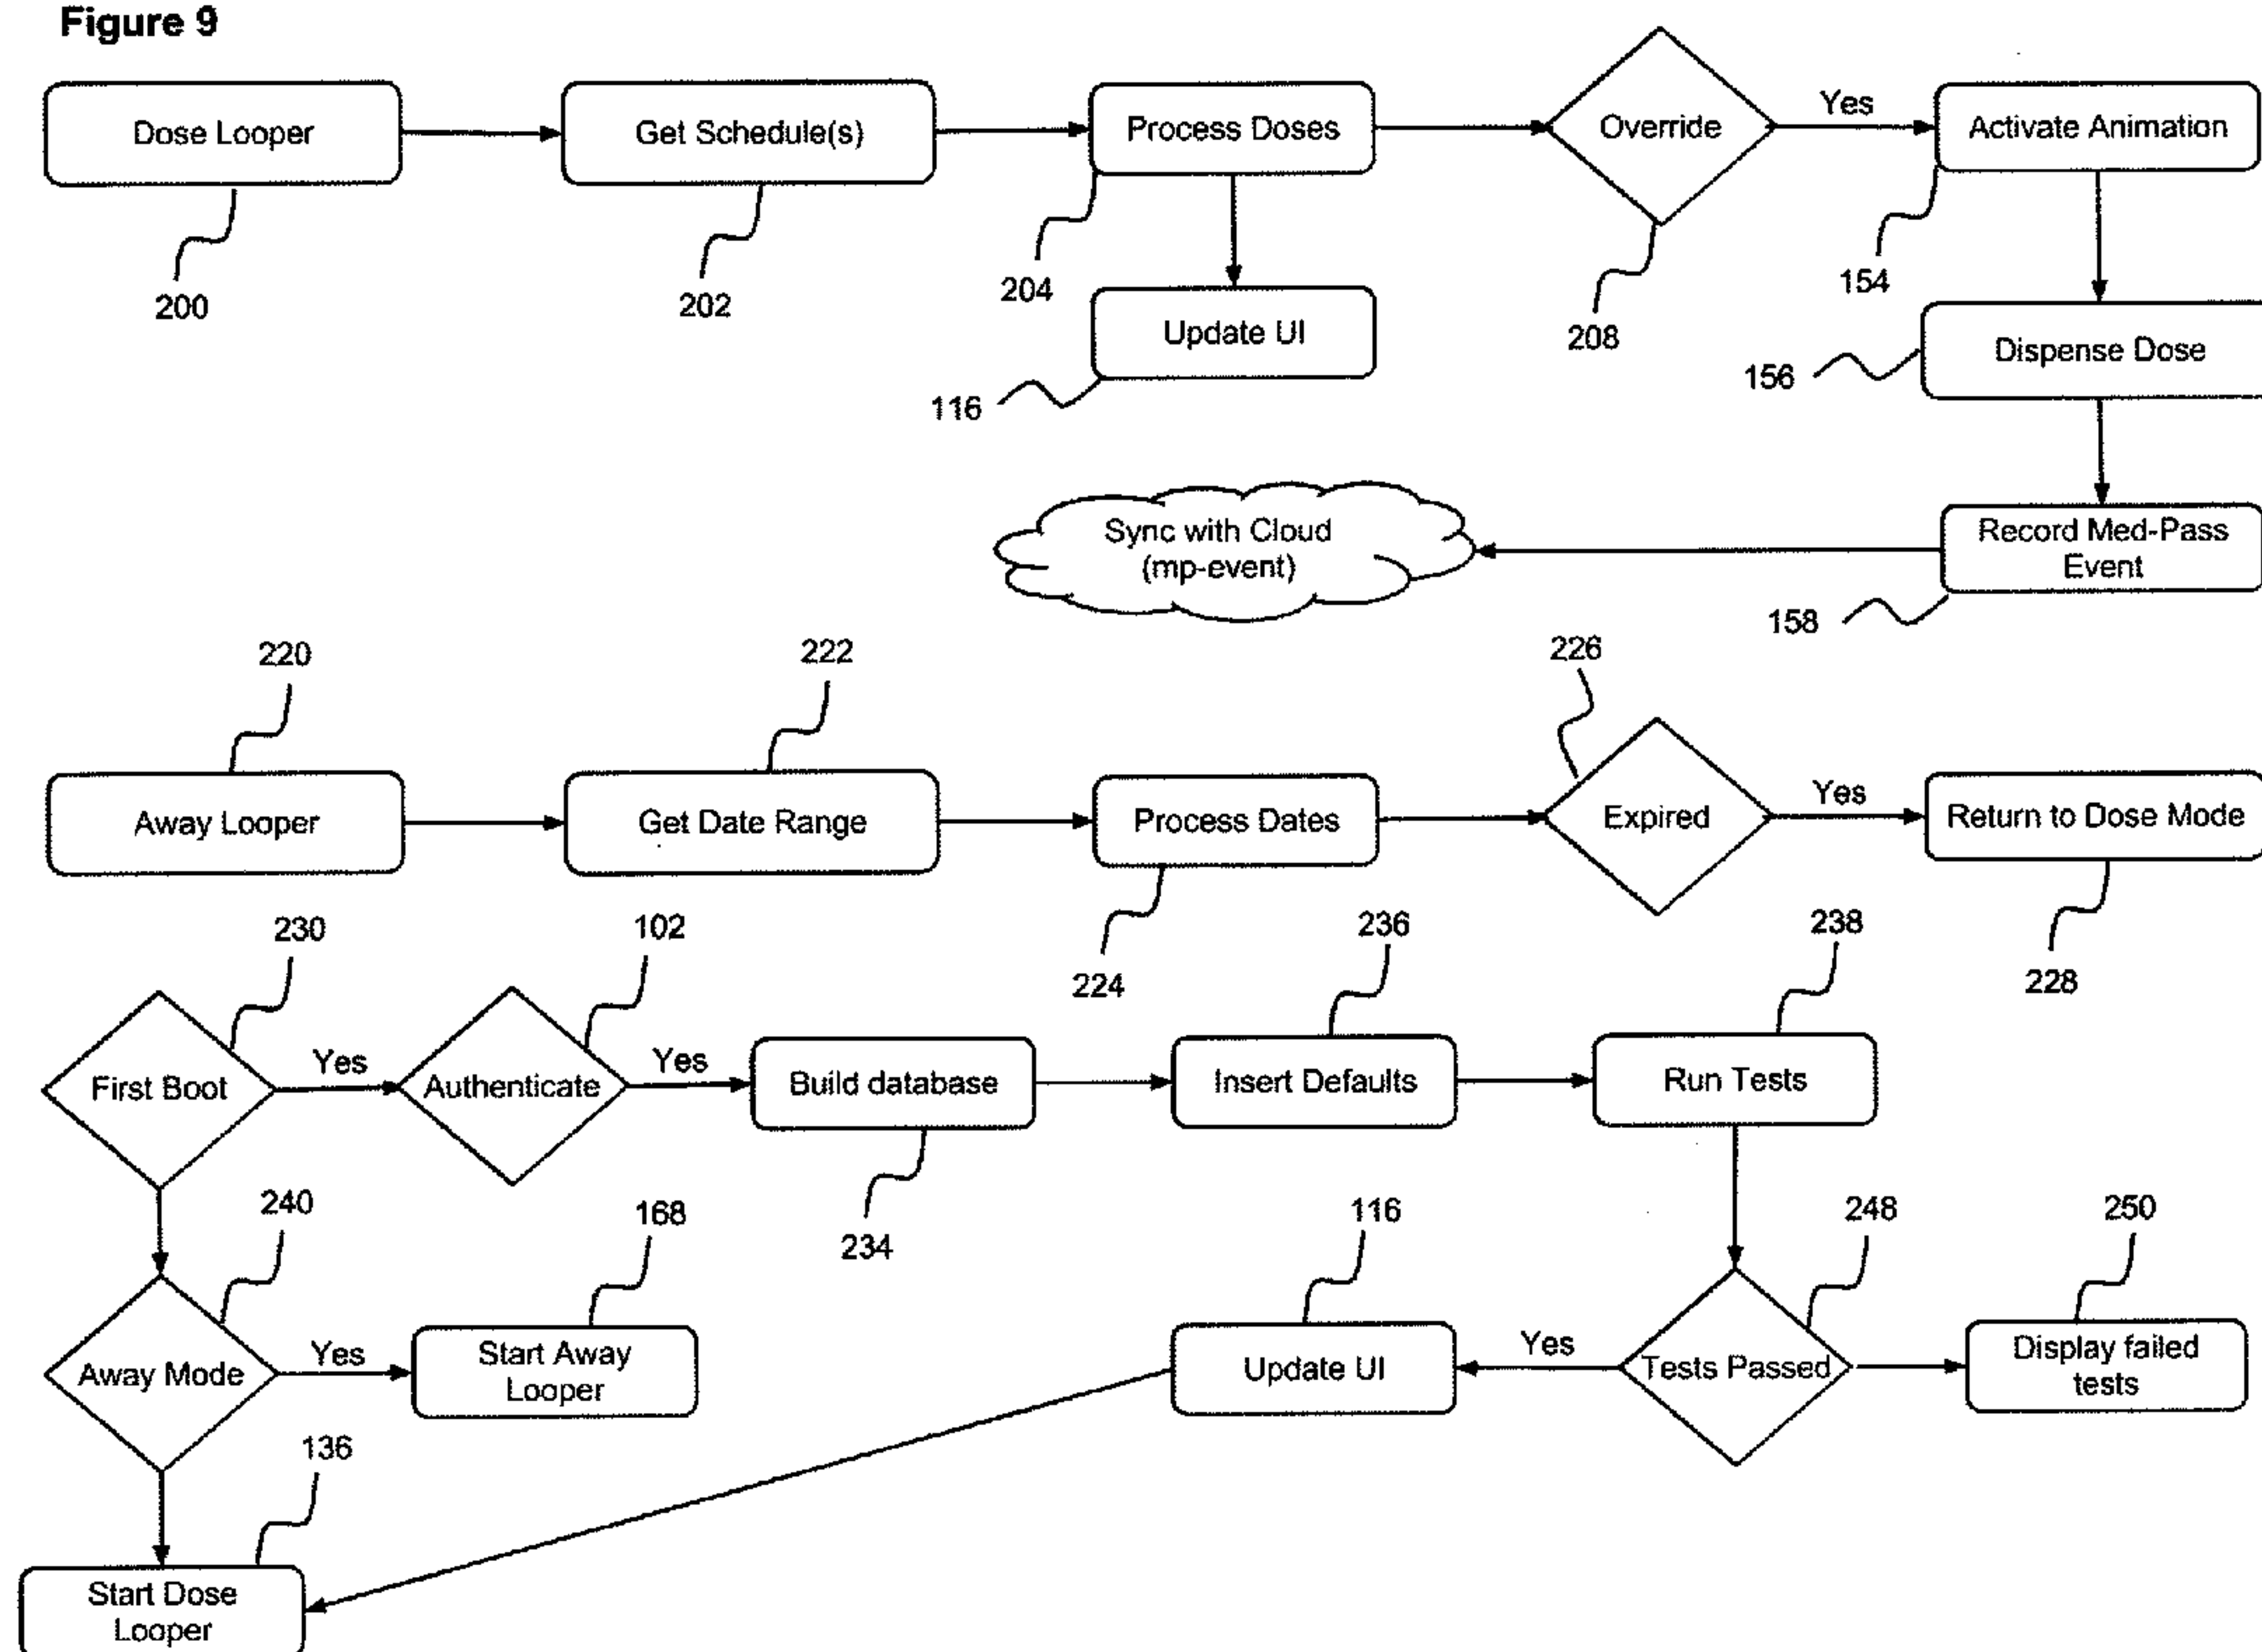 Figure 9
Dose Looper
Get Schedule(s)
Process Doses
Override
Yes
Activate Animation
200
202
204
Update UI
116
208
154
Dispense Dose
156
Sync with Cloud
(mp-event)
Record Med-Pass
Event
158
220
222
226
Away Looper
Get Date Range
Process Dates
Expired
Yes
Return to Dose Mode
224
228
230
102
236
238
First Boot
Yes
Authenticate
Yes
Build database
Insert Defaults
Run Tests
234
240
168
116
248
250
Away Mode
Yes
Start Away
Looper
Update UI
Yes
Tests Passed
Display failed
tests
136
Start Dose
Looper